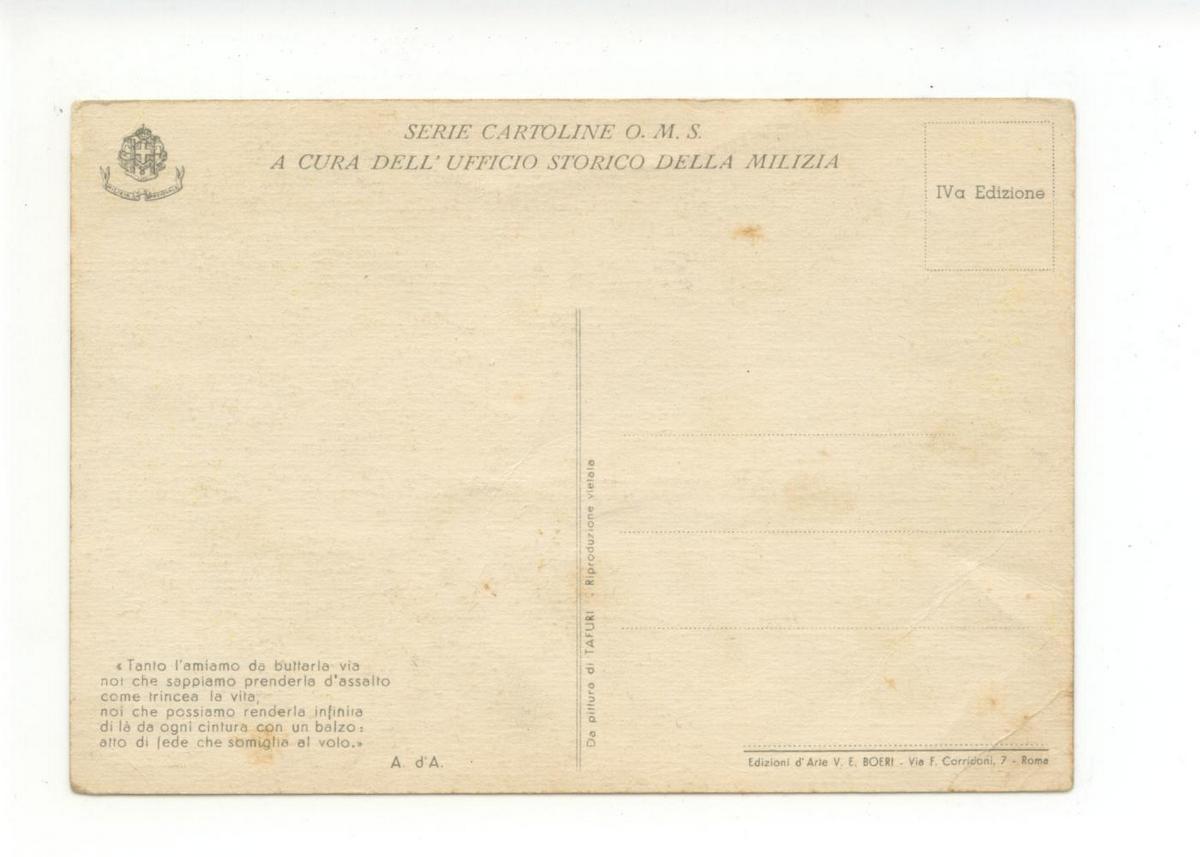 SERIE CARTOLINE O. M. S.
A CURA DELL' UFFICIO STORICO DELLA MILIZIA
IVa Edizione
« Tanto l'amiamo da buttarla via
noi che sappiamo prenderla d'assalto
come trincea la vita,
noi che possiamo renderla infinita
di là da ogni cintura con un balzo:
atto di fede che somiglia al volo.»
A. d'A.
Da pittura di TAFURI - Riproduzione vietata
Edizioni d'Arte V. E. BOERI - Via F. Corridoni, 7 - Roma